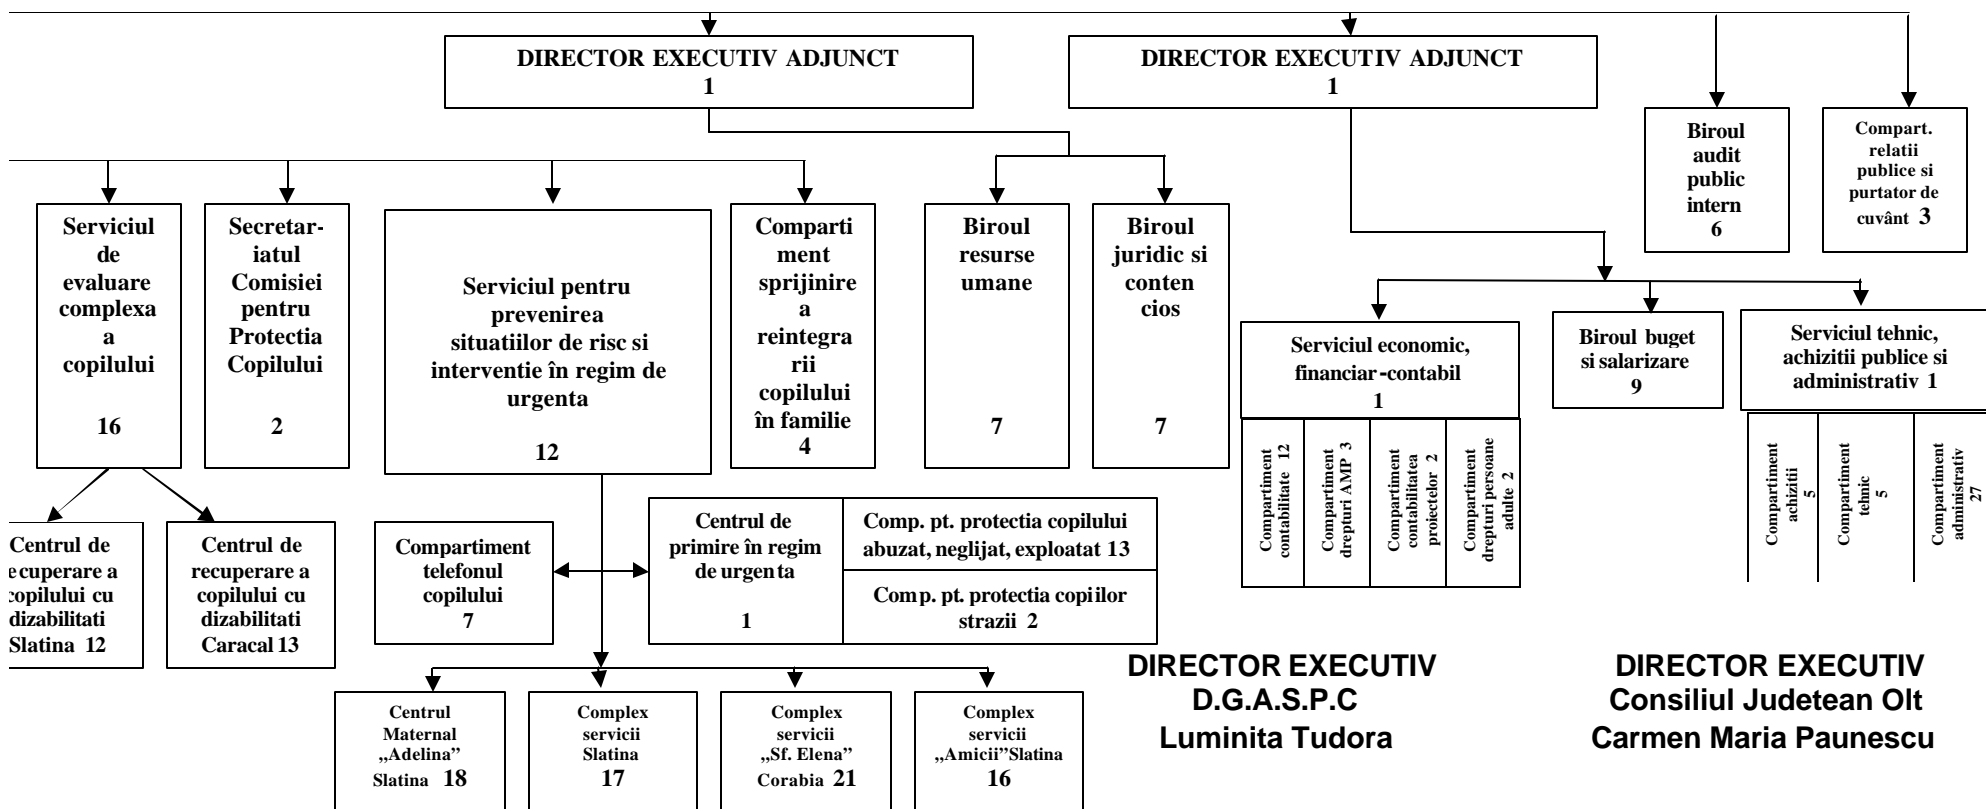 DIRECTOR EXECUTIV ADJUNCT
1
DIRECTOR EXECUTIV ADJUNCT
1
Biroul
audit
public
intern
6
Compart.
relatii
publice si
purtator de
cuvânt 3
Serviciul
de
evaluare
complexa
a
copilului
16
Secretar-
iatul
Comisiei
pentru
Protectia
Copilului
2
Serviciul pentru
prevenirea
situatiilor de risc si
interventie în regim de
urgenta
12
Comparti
ment
sprijinire
a
reintegra
rii
copilului
în familie
4
Biroul
resurse
umane
7
Biroul
juridic si
conten
cios
7
Serviciul economic,
financiar-contabil
1
Biroul buget
si salarizare
9
Serviciul tehnic,
achizitii publice si
administrativ 1
Compartiment
contabilitate 12
Compartiment
drepturi AMP 3
Compartiment
contabilitatea
proiectelor 2
Compartiment
drepturi persoane
adulte 2
Compartiment
achizitii
5
Compartiment
tehnic
5
Compartiment
administrativ
27
Centrul de
ecuperare a
copilului cu
dizabilitati
Slatina 12
Centrul de
recuperare a
copilului cu
dizabilitati
Caracal 13
Compartiment
telefonul
copilului
7
Centrul de
primire în regim
de urgenta
1
Comp. pt. protectia copilului
abuzat, neglijat, exploatat 13
Comp. pt. protectia copiilor
strazii 2
Centrul
Maternal
„Adelina”
Slatina 18
Complex
servicii
Slatina
17
Complex
servicii
„Sf. Elena”
Corabia 21
Complex
servicii
„Amicii”Slatina
16
DIRECTOR EXECUTIV
D.G.A.S.P.C
Luminita Tudora
DIRECTOR EXECUTIV
Consiliul Judetean Olt
Carmen Maria Paunescu